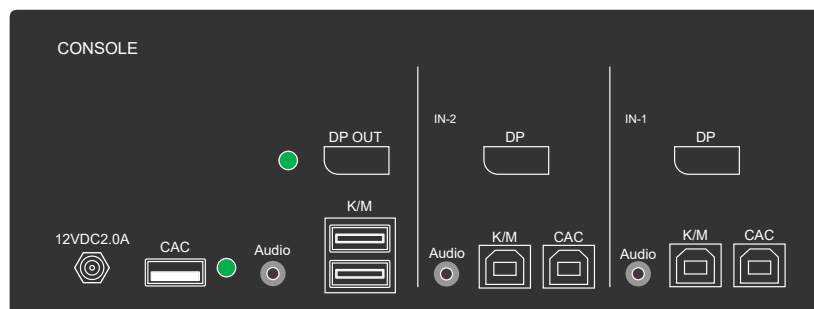 CONSOLE
IN-2
IN-1
DP OUT
DP
DP
K/M
12VDC2.0A
CAC
Audio
Audio
K/M
CAC
Audio
K/M
CAC